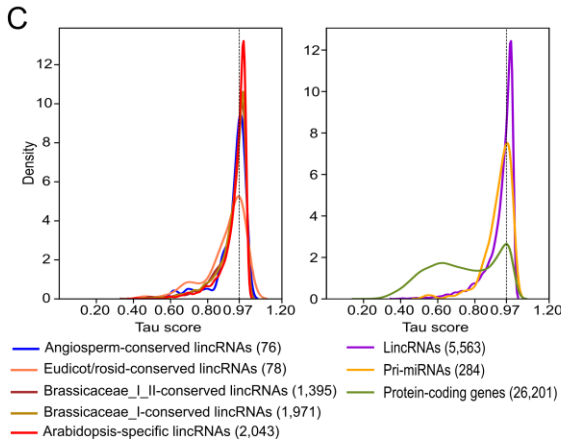 C
Density
12
10
8
6
4
2
0
0.20 0.40 0.60 0.80 0.97 1.20
Tau score
12
10
8
6
4
2
0
0.20 0.40 0.60 0.80 0.97 1.20
Tau score
Angiosperm-conserved lincRNAs (76)
Eudicot/rosid-conserved lincRNAs (78)
Brassicaceae_I_II-conserved lincRNAs (1,395)
Brassicaceae_I-conserved lincRNAs (1,971)
Arabidopsis-specific lincRNAs (2,043)
LincRNAs (5,563)
Pri-miRNAs (284)
Protein-coding genes (26,201)